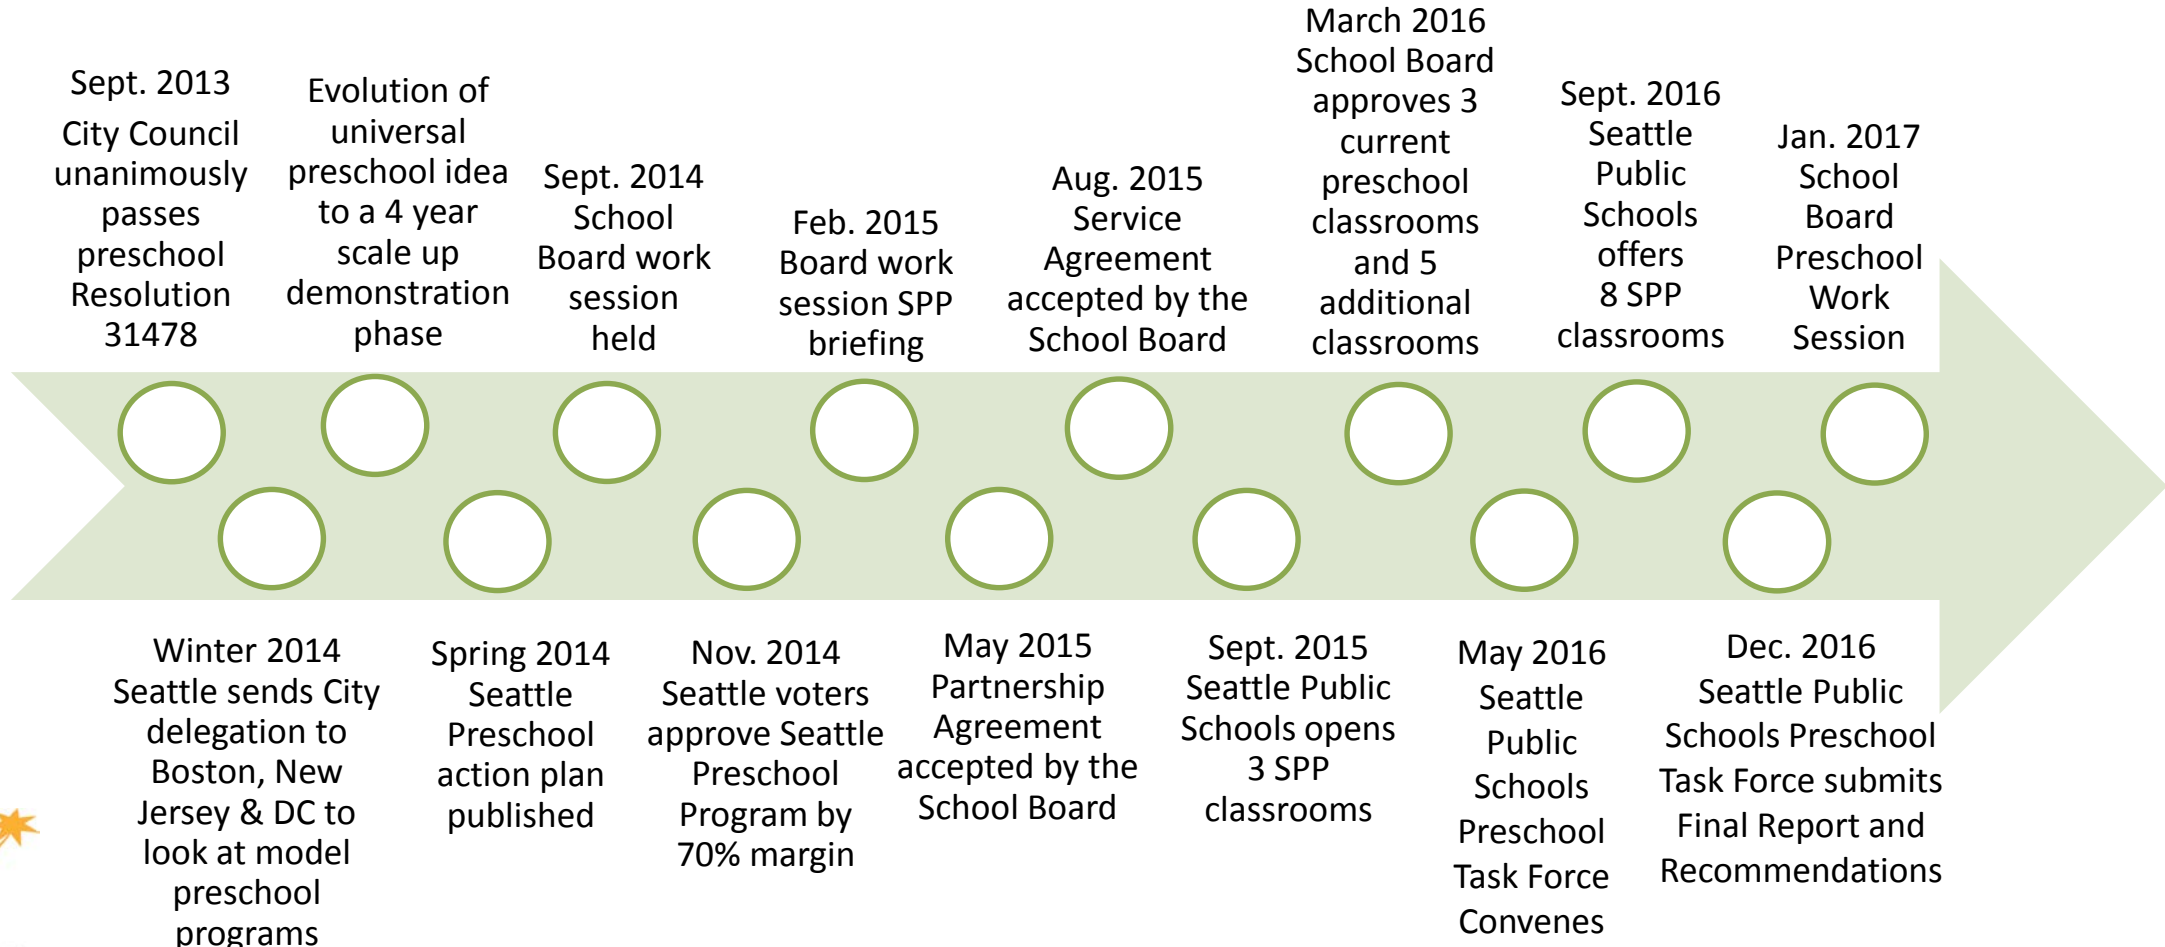 Sept. 2013
City Council
unanimously
passes
preschool
Resolution
31478
Evolution of
universal
preschool idea
to a 4 year
scale up
demonstration
phase
Sept. 2014
School
Board work
session
held
Feb. 2015
Board work
session SPP
briefing
Aug. 2015
Service
Agreement
accepted by the
School Board
March 2016
School Board
approves 3
current
preschool
classrooms
and 5
additional
classrooms
Sept. 2016
Seattle
Public
Schools
offers
8 SPP
classrooms
Jan. 2017
School
Board
Preschool
Work
Session
Winter 2014
Seattle sends City
delegation to
Boston, New
Jersey & DC to
look at model
preschool
programs
Spring 2014
Seattle
Preschool
action plan
published
Nov. 2014
Seattle voters
approve Seattle
Preschool
Program by
70% margin
May 2015
Partnership
Agreement
accepted by the
School Board
Sept. 2015
Seattle Public
Schools opens
3 SPP
classrooms
May 2016
Seattle
Public
Schools
Preschool
Task Force
Convenes
Dec. 2016
Seattle Public
Schools Preschool
Task Force submits
Final Report and
Recommendations